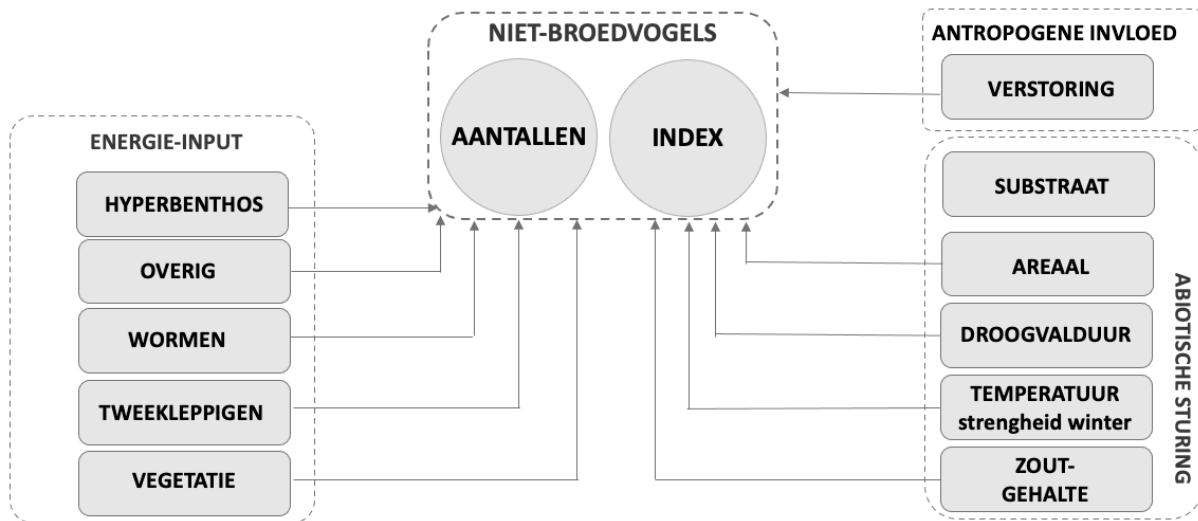 NIET-BROEDVOGELS
AANTALLEN
INDEX
ENERGIE-INPUT
HYPERBENTHOS
OVERIG
WORMEN
TWEEKLEPPIGEN
VEGETATIE
ANTROPOGENE INVLOED
VERSTORING
SUBSTRAAT
AREAAL
DROOGVALDUUR
TEMPERATUUR
strengheid winter
ZOUT-
GEHALTE
ABIOTISCHE STURING